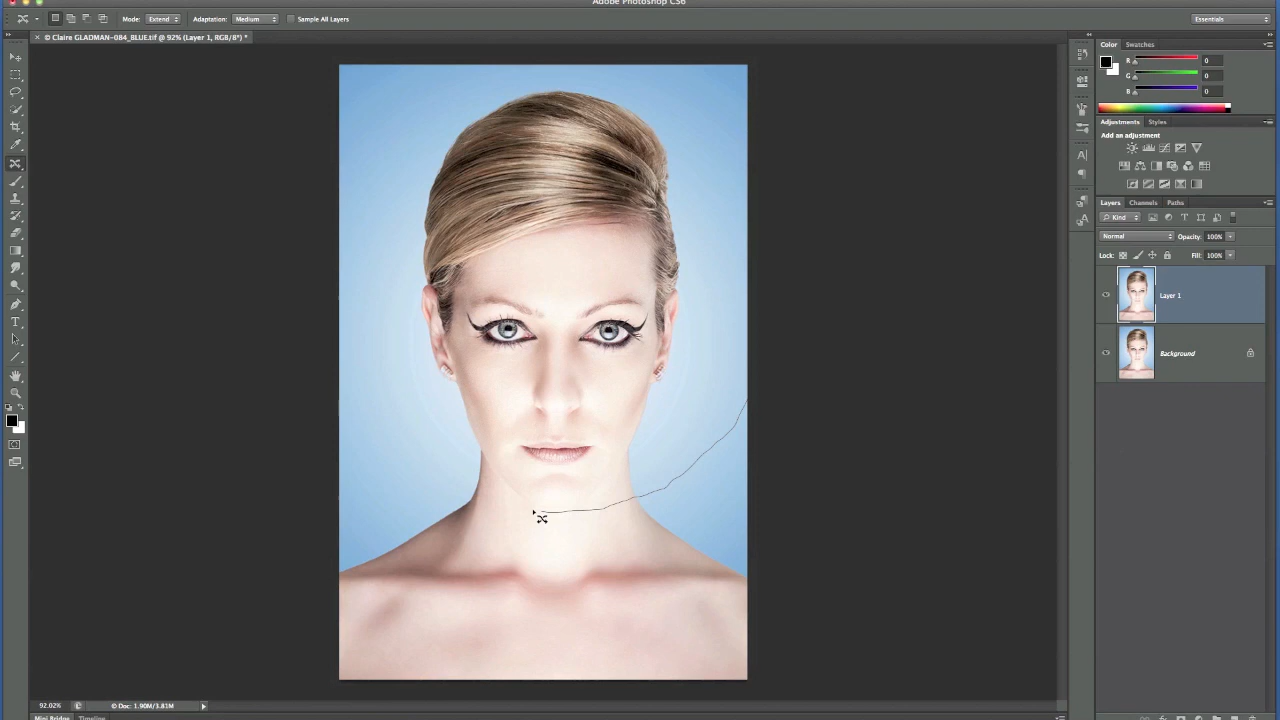 Adobe Photoshop CS6
Mode: Extend Adaptation: Medium Sample All Layers Essentials
× © Claire GLADMAN-084_BLUE.tif @ 92% (Layer 1, RGB/8*) *
Color Swatches
R 0
G 0
B 0
Adjustments Styles
Add an adjustment
Layers Channels Paths
Kind
Normal Opacity: 100%
Lock: Fill: 100%
Layer 1
Background
92.02% © Doc: 1.90M/3.81M
Mini Bridge Timeline